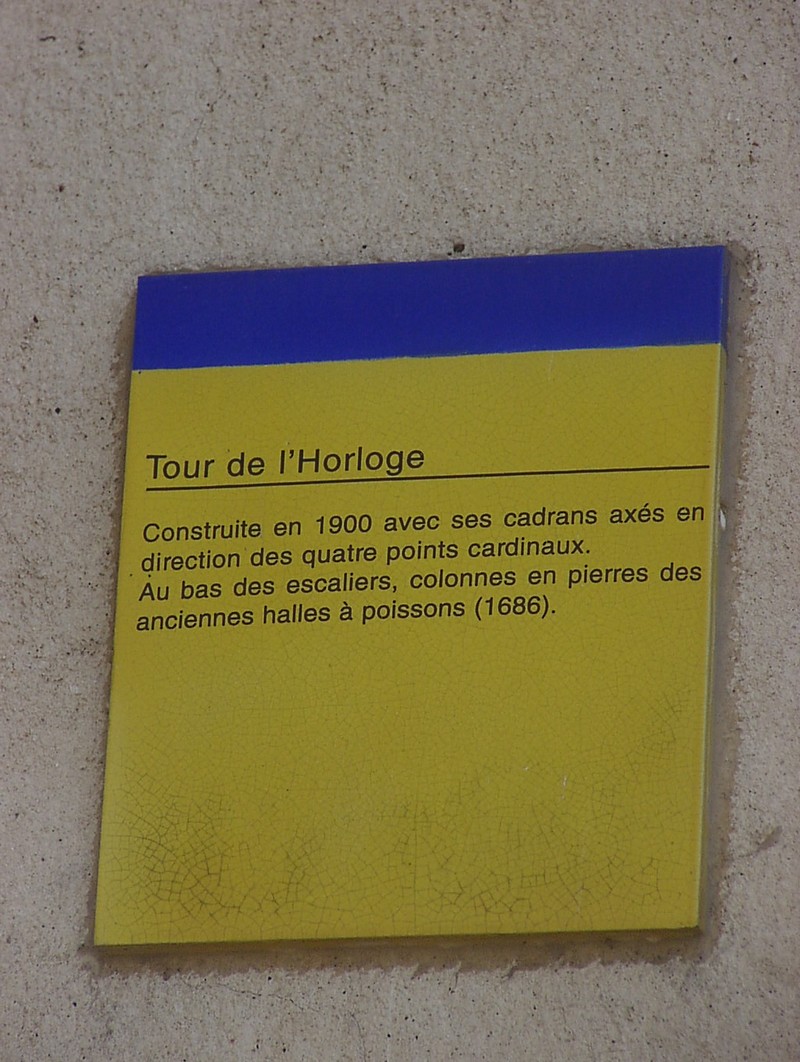 Tour de l'Horloge
Construite en 1900 avec ses cadrans axés en
direction des quatre points cardinaux.
Au bas des escaliers, colonnes en pierres des
anciennes halles à poissons (1686).